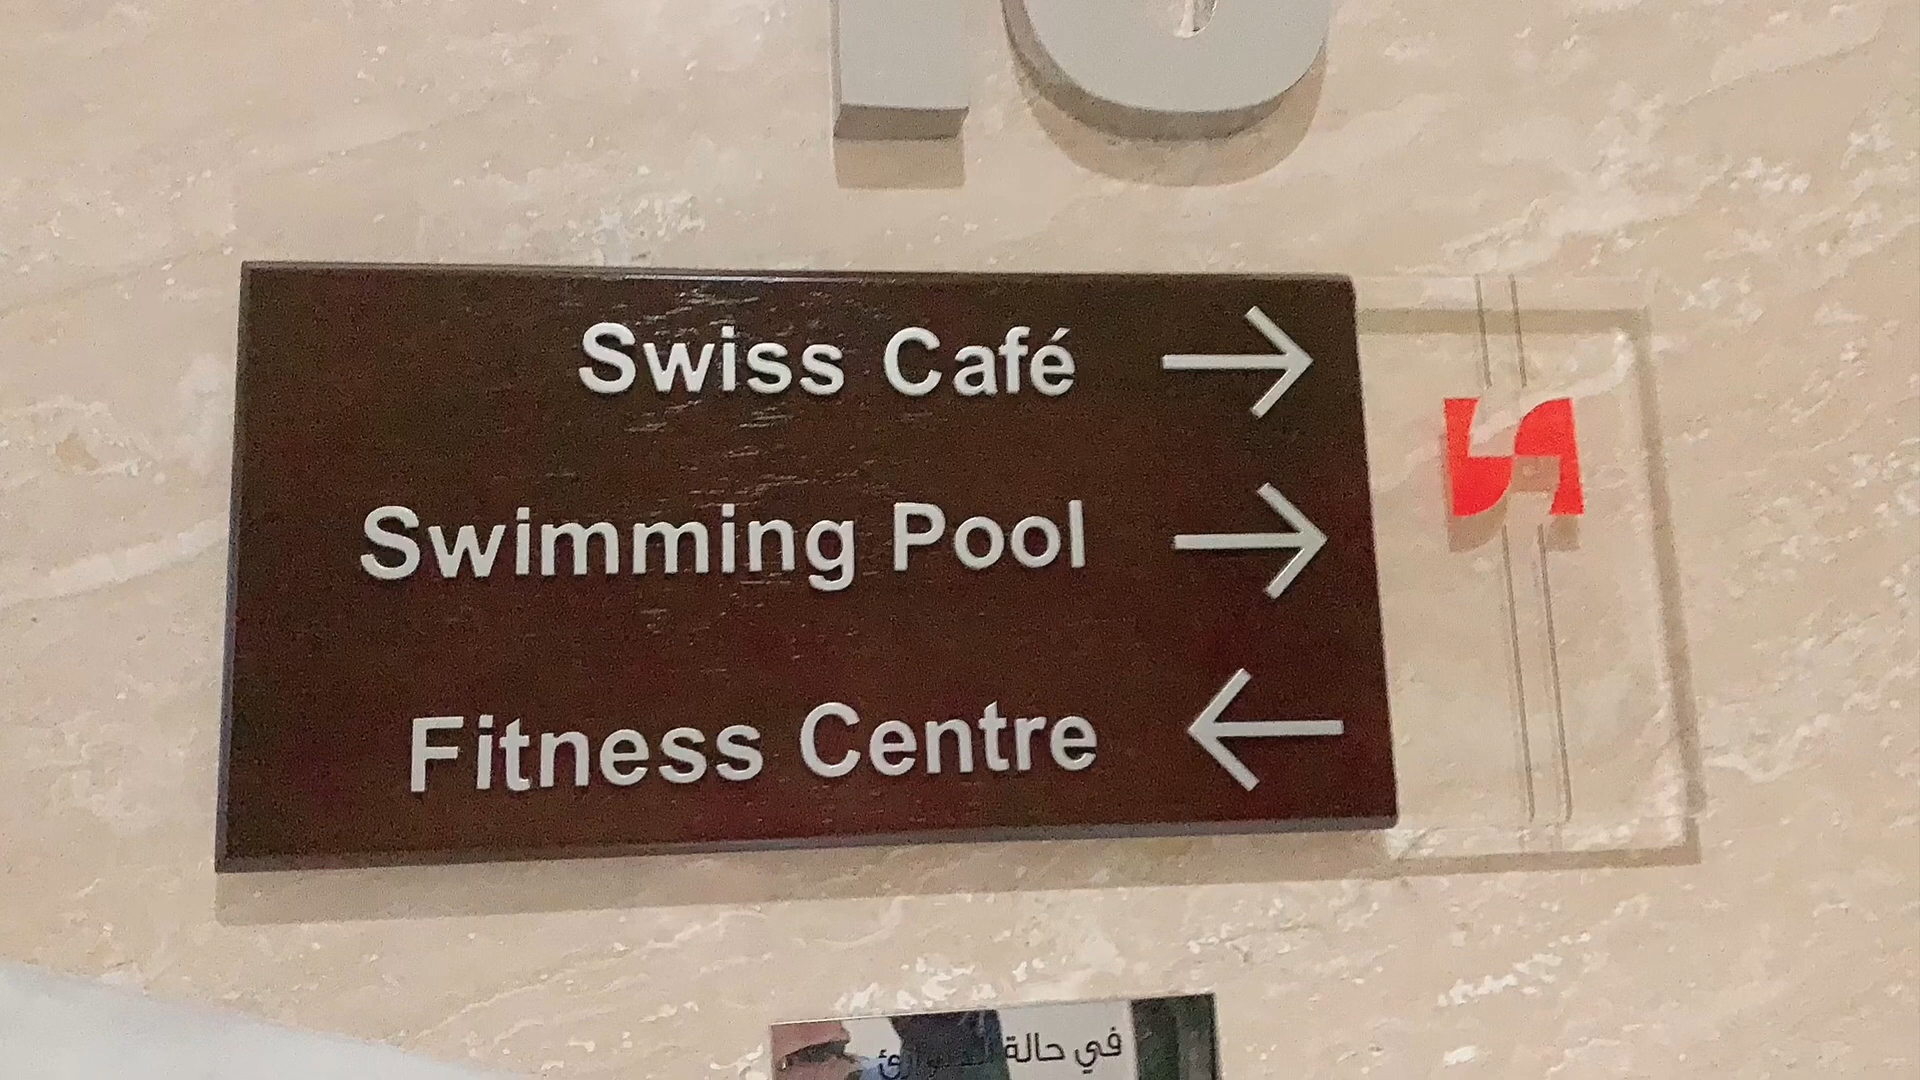 Swiss Café →
Swimming Pool →
Fitness Centre ←
في حالة